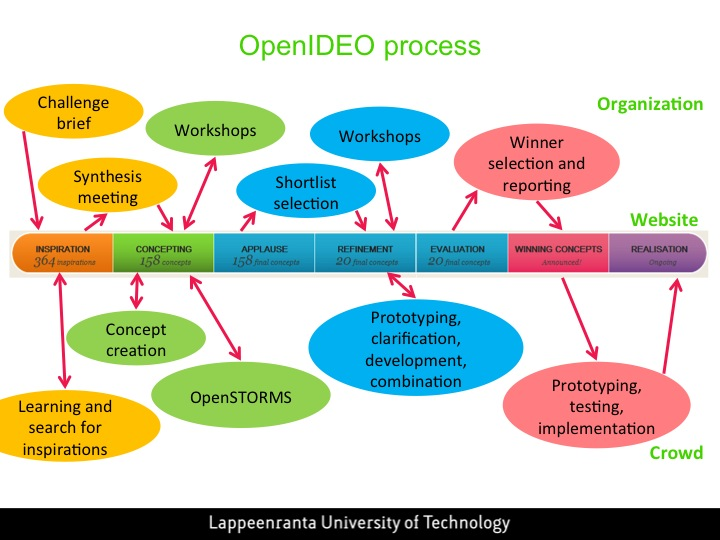 OpenIDEO process
Organization
Challenge
brief
Workshops
Workshops
Winner
selection and
reporting
Synthesis
meeting
Shortlist
selection
Website
INSPIRATION
364 inspirations
CONCEPTING
158 concepts
APPLAUSE
158 final concepts
REFINEMENT
20 final concepts
EVALUATION
20 final concepts
WINNING CONCEPTS
Announced!
REALISATION
Ongoing
Concept
creation
Prototyping,
clarification,
development,
combination
OpenSTORMS
Prototyping,
testing,
implementation
Learning and
search for
inspirations
Crowd
Lappeenranta University of Technology